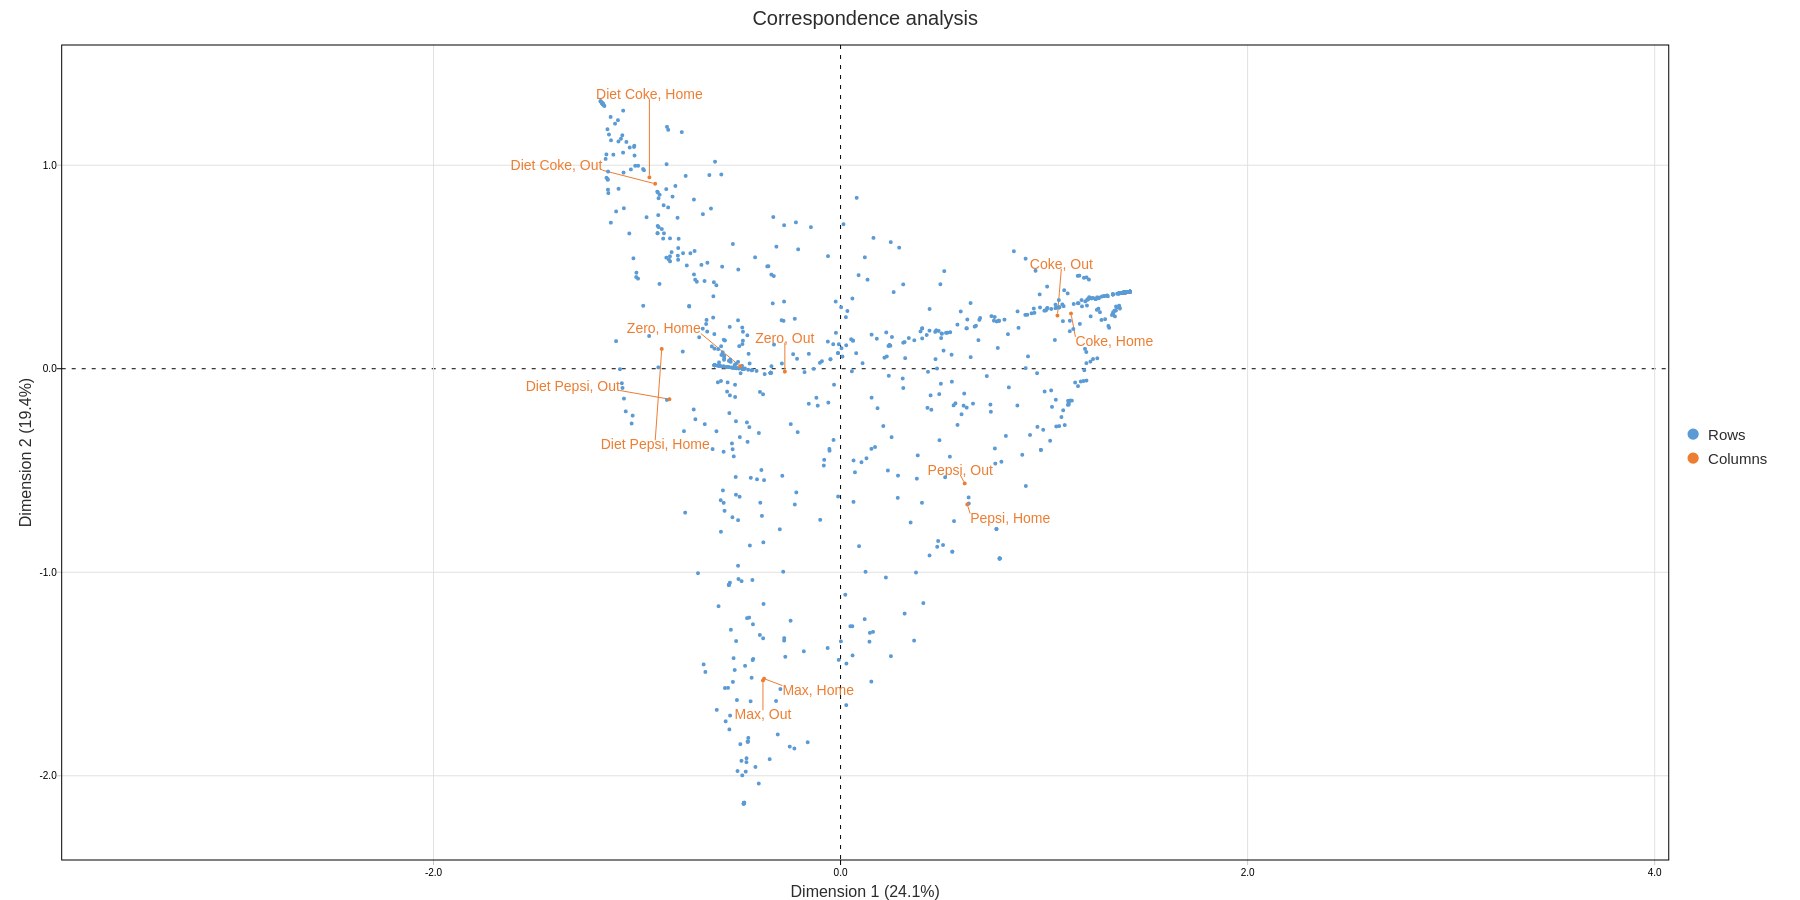 Correspondence analysis
Diet Coke, Home
Diet Coke, Out
1.0
Coke, Out
Zero, Home
Zero, Out
Coke, Home
0.0
Diet Pepsi, Out
Diet Pepsi, Home
Rows
Columns
Pepsi, Out
Pepsi, Home
Dimension 2 (19.4%)
-1.0
Max, Home
Max, Out
-2.0
-2.0 0.0 2.0 4.0
Dimension 1 (24.1%)